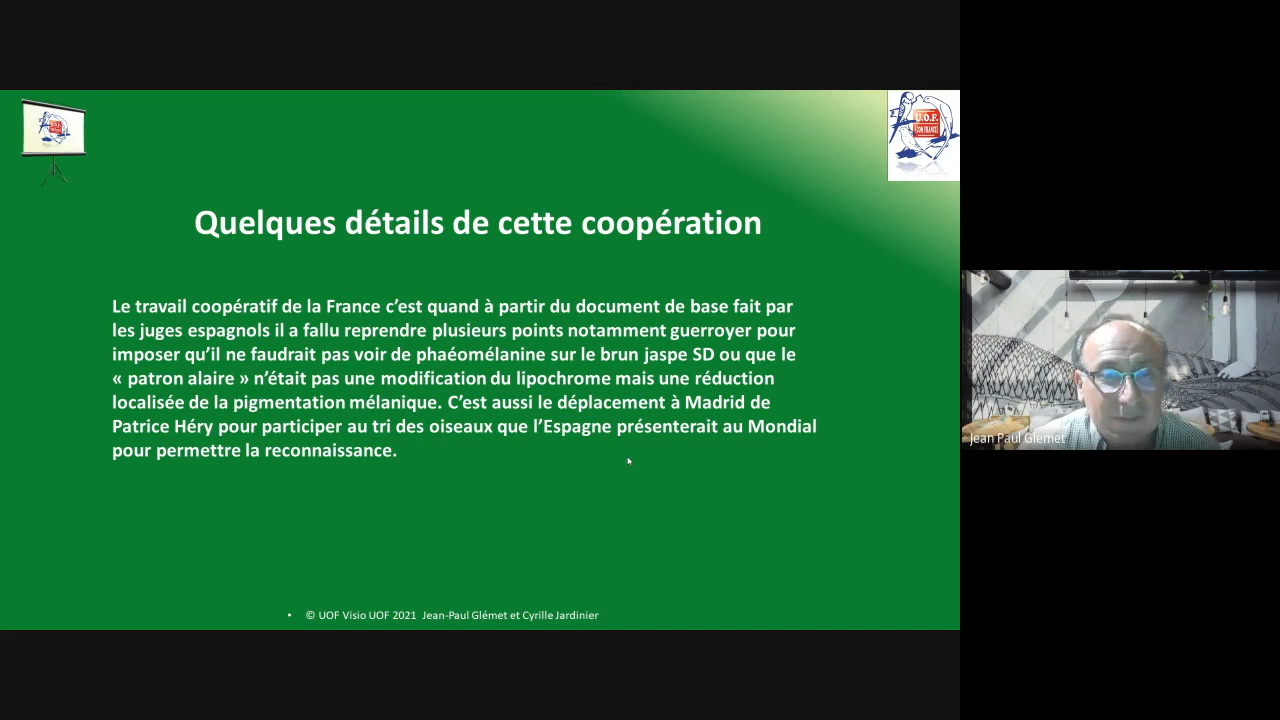 U.O.F.
COM FRANCE
Quelques détails de cette coopération
Le travail coopératif de la France c’est quand à partir du document de base fait par
les juges espagnols il a fallu reprendre plusieurs points notamment guerroyer pour
imposer qu’il ne faudrait pas voir de phaéomélanine sur le brun jaspe SD ou que le
« patron alaire » n’était pas une modification du lipochrome mais une réduction
localisée de la pigmentation mélanique. C’est aussi le déplacement à Madrid de
Patrice Héry pour participer au tri des oiseaux que l’Espagne présenterait au Mondial
pour permettre la reconnaissance.
Jean Paul Glemet
• © UOF Visio UOF 2021 Jean-Paul Glémet et Cyrille Jardinier